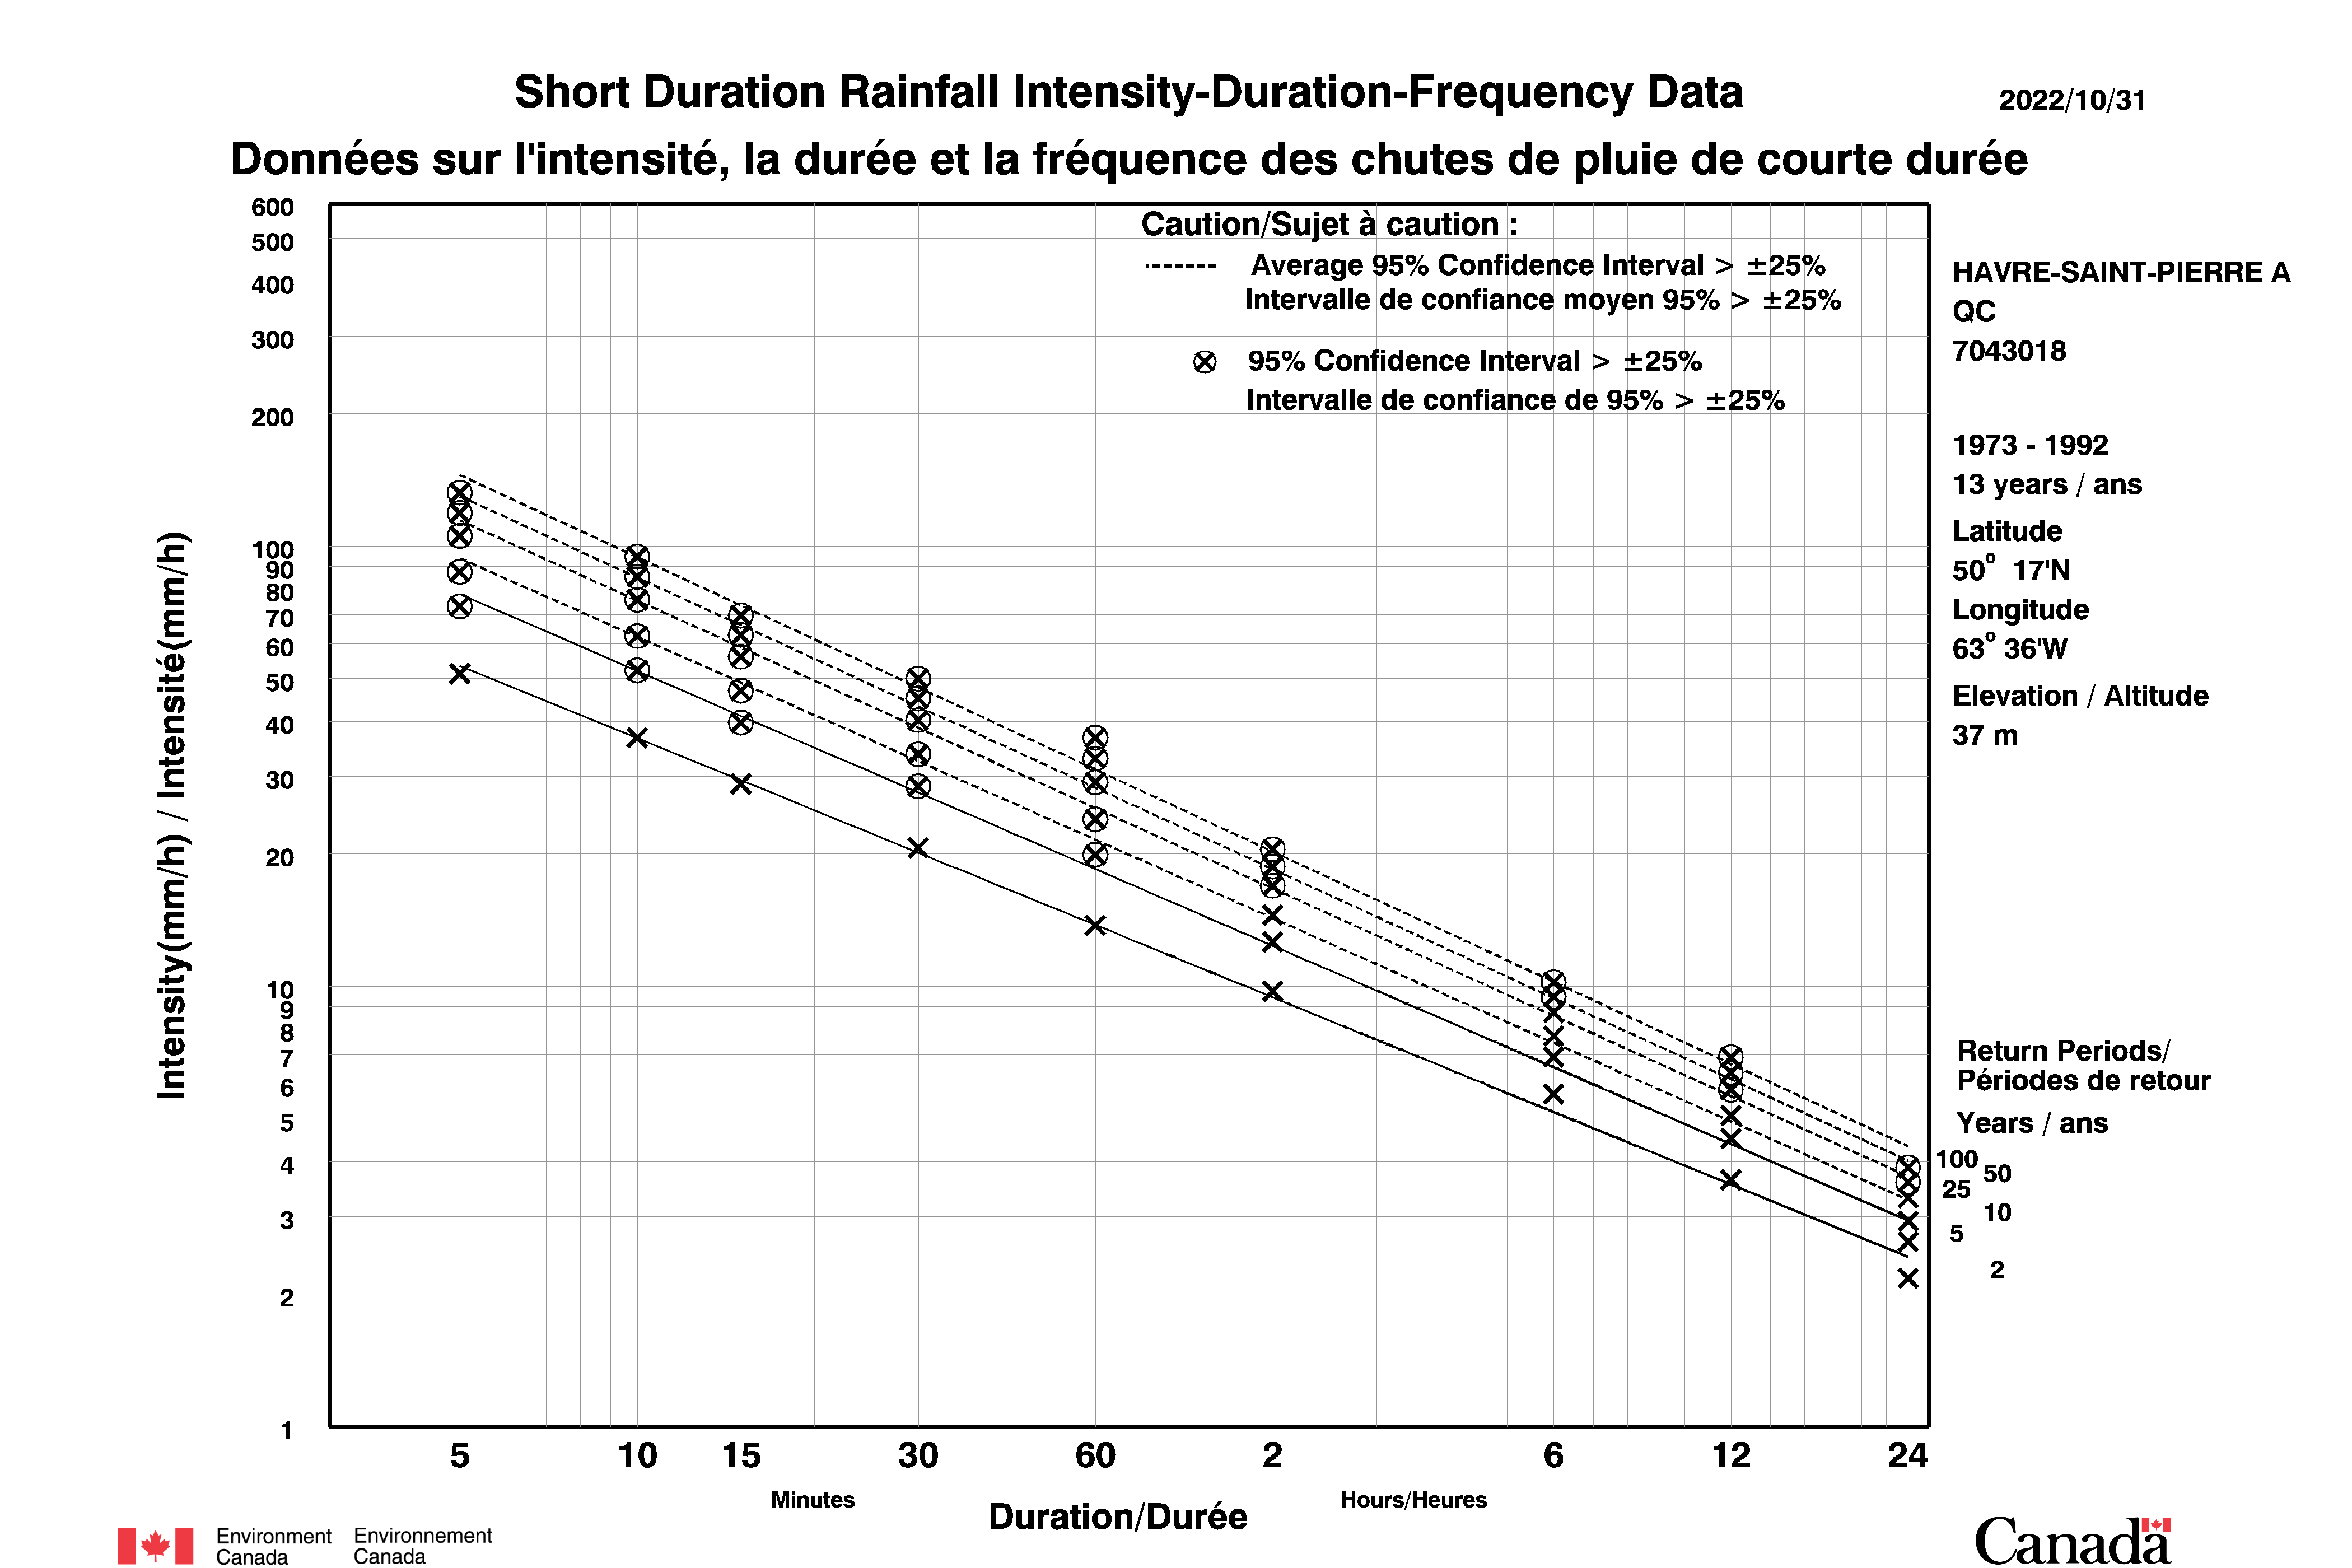 Short Duration Rainfall Intensity-Duration-Frequency Data
2022/10/31
Données sur l'intensité, la durée et la fréquence des chutes de pluie de courte durée
Caution/Sujet à caution :
Average 95% Confidence Interval > ±25%
Intervalle de confiance moyen 95% > ±25%
95% Confidence Interval > ±25%
Intervalle de confiance de 95% > ±25%
HAVRE-SAINT-PIERRE A
QC
7043018
1973 - 1992
13 years / ans
Latitude
50° 17'N
Longitude
63° 36'W
Elevation / Altitude
37 m
Return Periods/
Périodes de retour
Years / ans
100
50
25
10
5
2
Intensity(mm/h) / Intensité(mm/h)
600
500
400
300
200
100
90
80
70
60
50
40
30
20
10
9
8
7
6
5
4
3
2
1
5 10 15 30 60 2 6 12 24
Minutes
Hours/Heures
Duration/Durée
Environment
Canada
Environnement
Canada
Canada